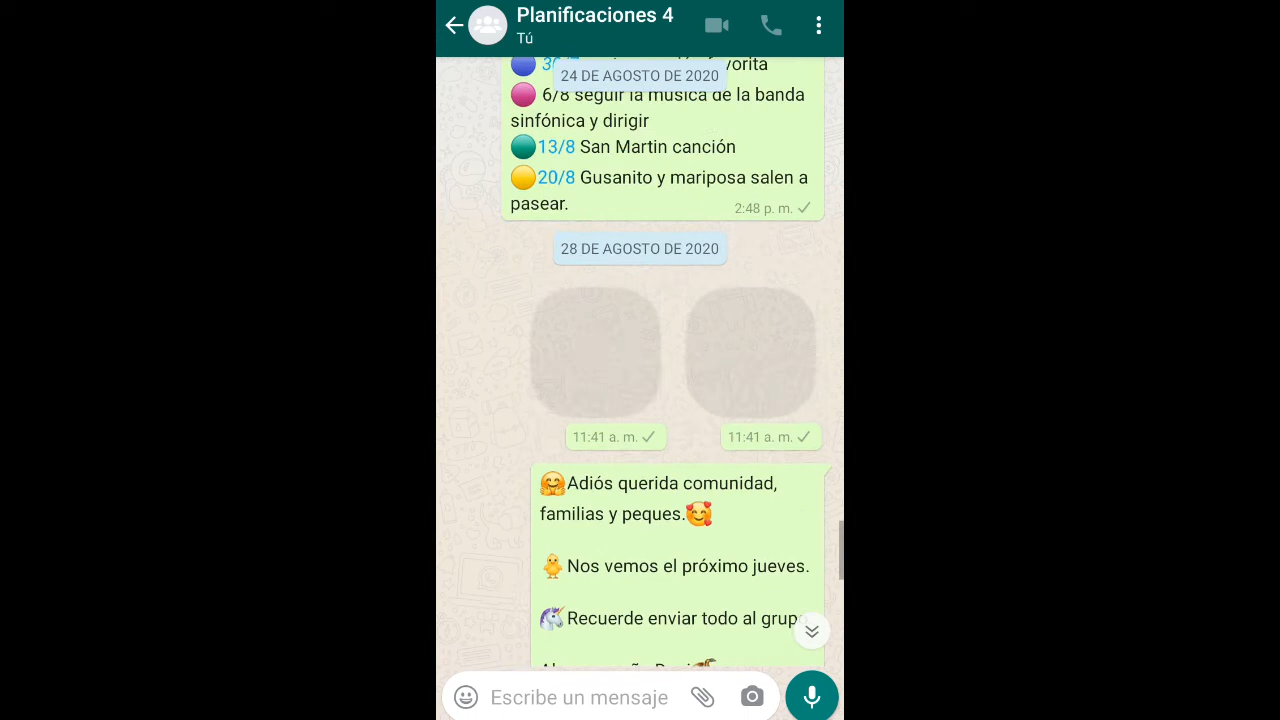 Planificaciones 4
Tú
24 DE AGOSTO DE 2020
6/8 seguir la musica de la banda
sinfónica y dirigir
13/8 San Martin canción
20/8 Gusanito y mariposa salen a
pasear.
2:48 p. m.
28 DE AGOSTO DE 2020
11:41 a. m.
11:41 a. m.
Adiós querida comunidad,
familias y peques.
Nos vemos el próximo jueves.
Recuerde enviar todo al grupo
Escribe un mensaje